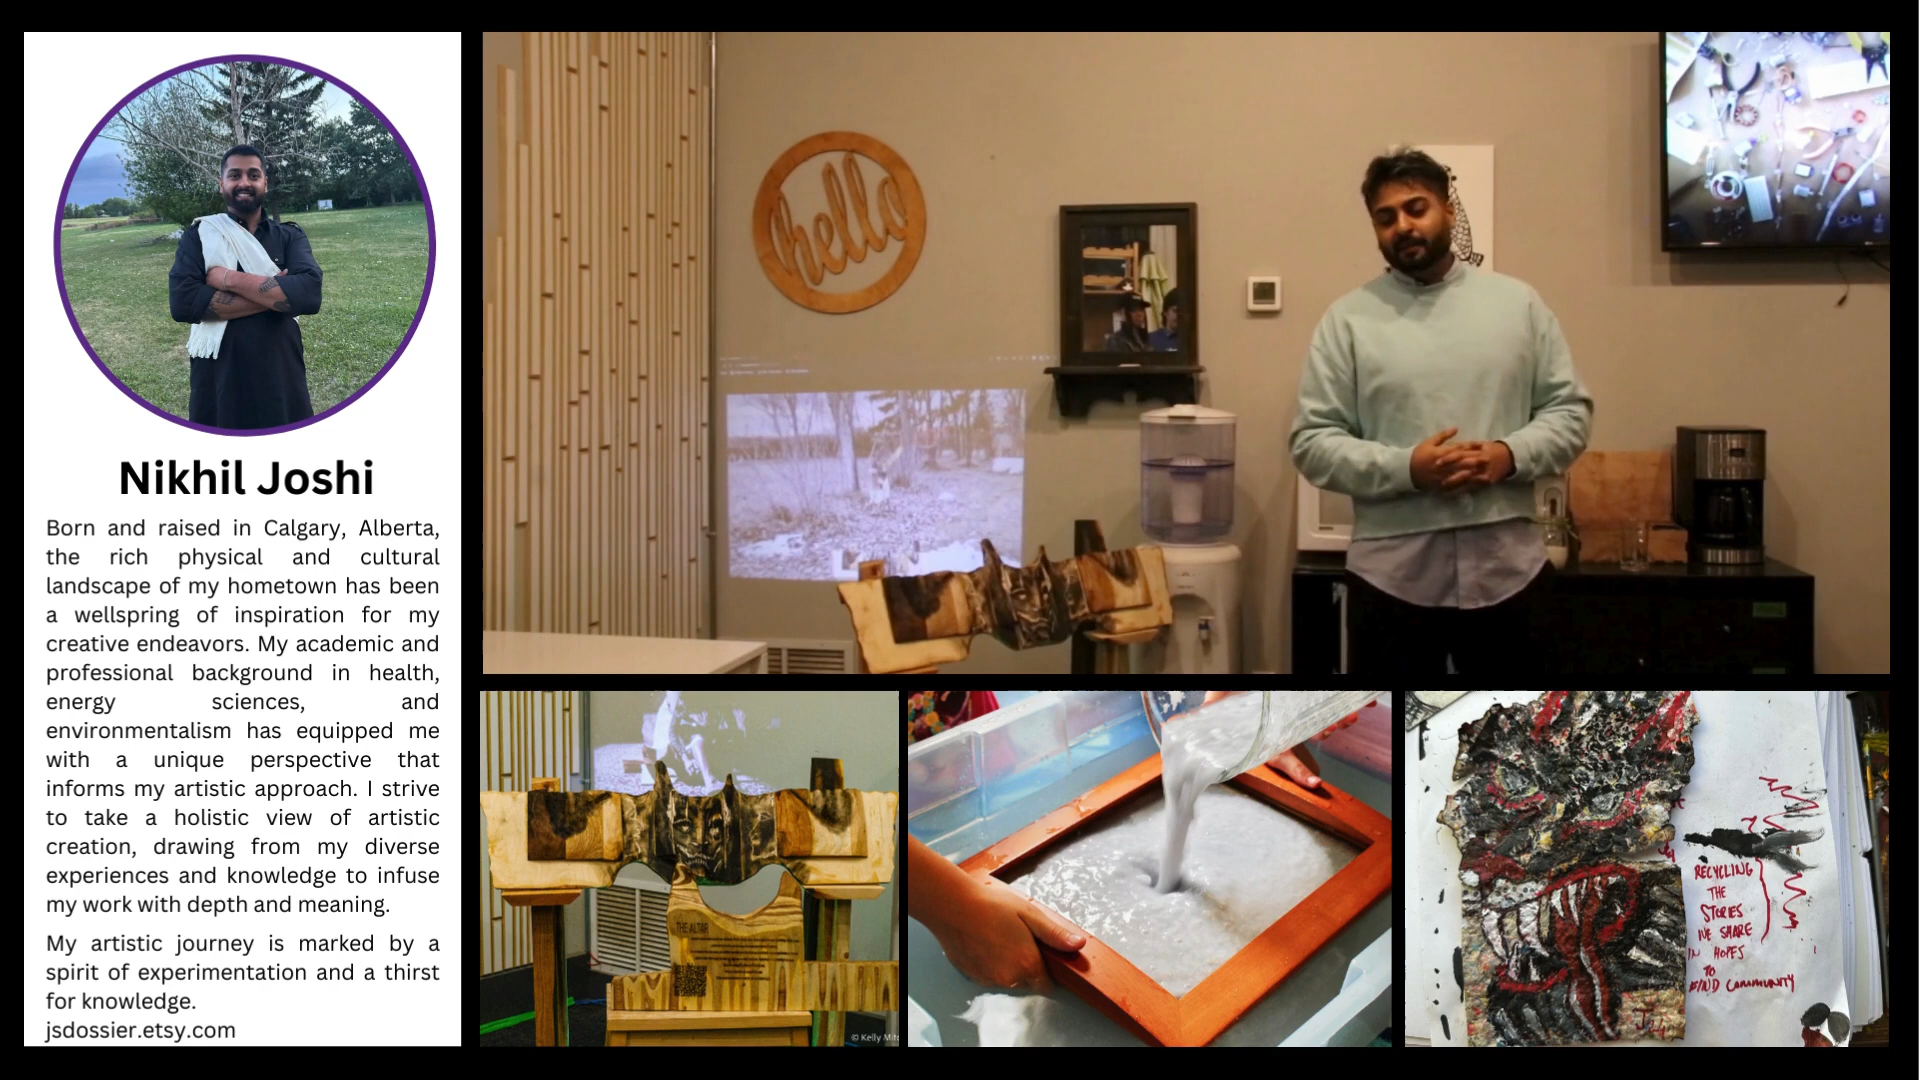 Nikhil Joshi
Born and raised in Calgary, Alberta,
the rich physical and cultural
landscape of my hometown has been
a wellspring of inspiration for my
creative endeavors. My academic and
professional background in health,
energy sciences, and
environmentalism has equipped me
with a unique perspective that
informs my artistic approach. I strive
to take a holistic view of artistic
creation, drawing from my diverse
experiences and knowledge to infuse
my work with depth and meaning.
My artistic journey is marked by a
spirit of experimentation and a thirst
for knowledge.
jsdossier.etsy.com
hello
THE ALTAR
© Kelly
RECYCLING
THE
STORIES
WE SHARE
IN HOPES
TO
FIND COMMUNITY